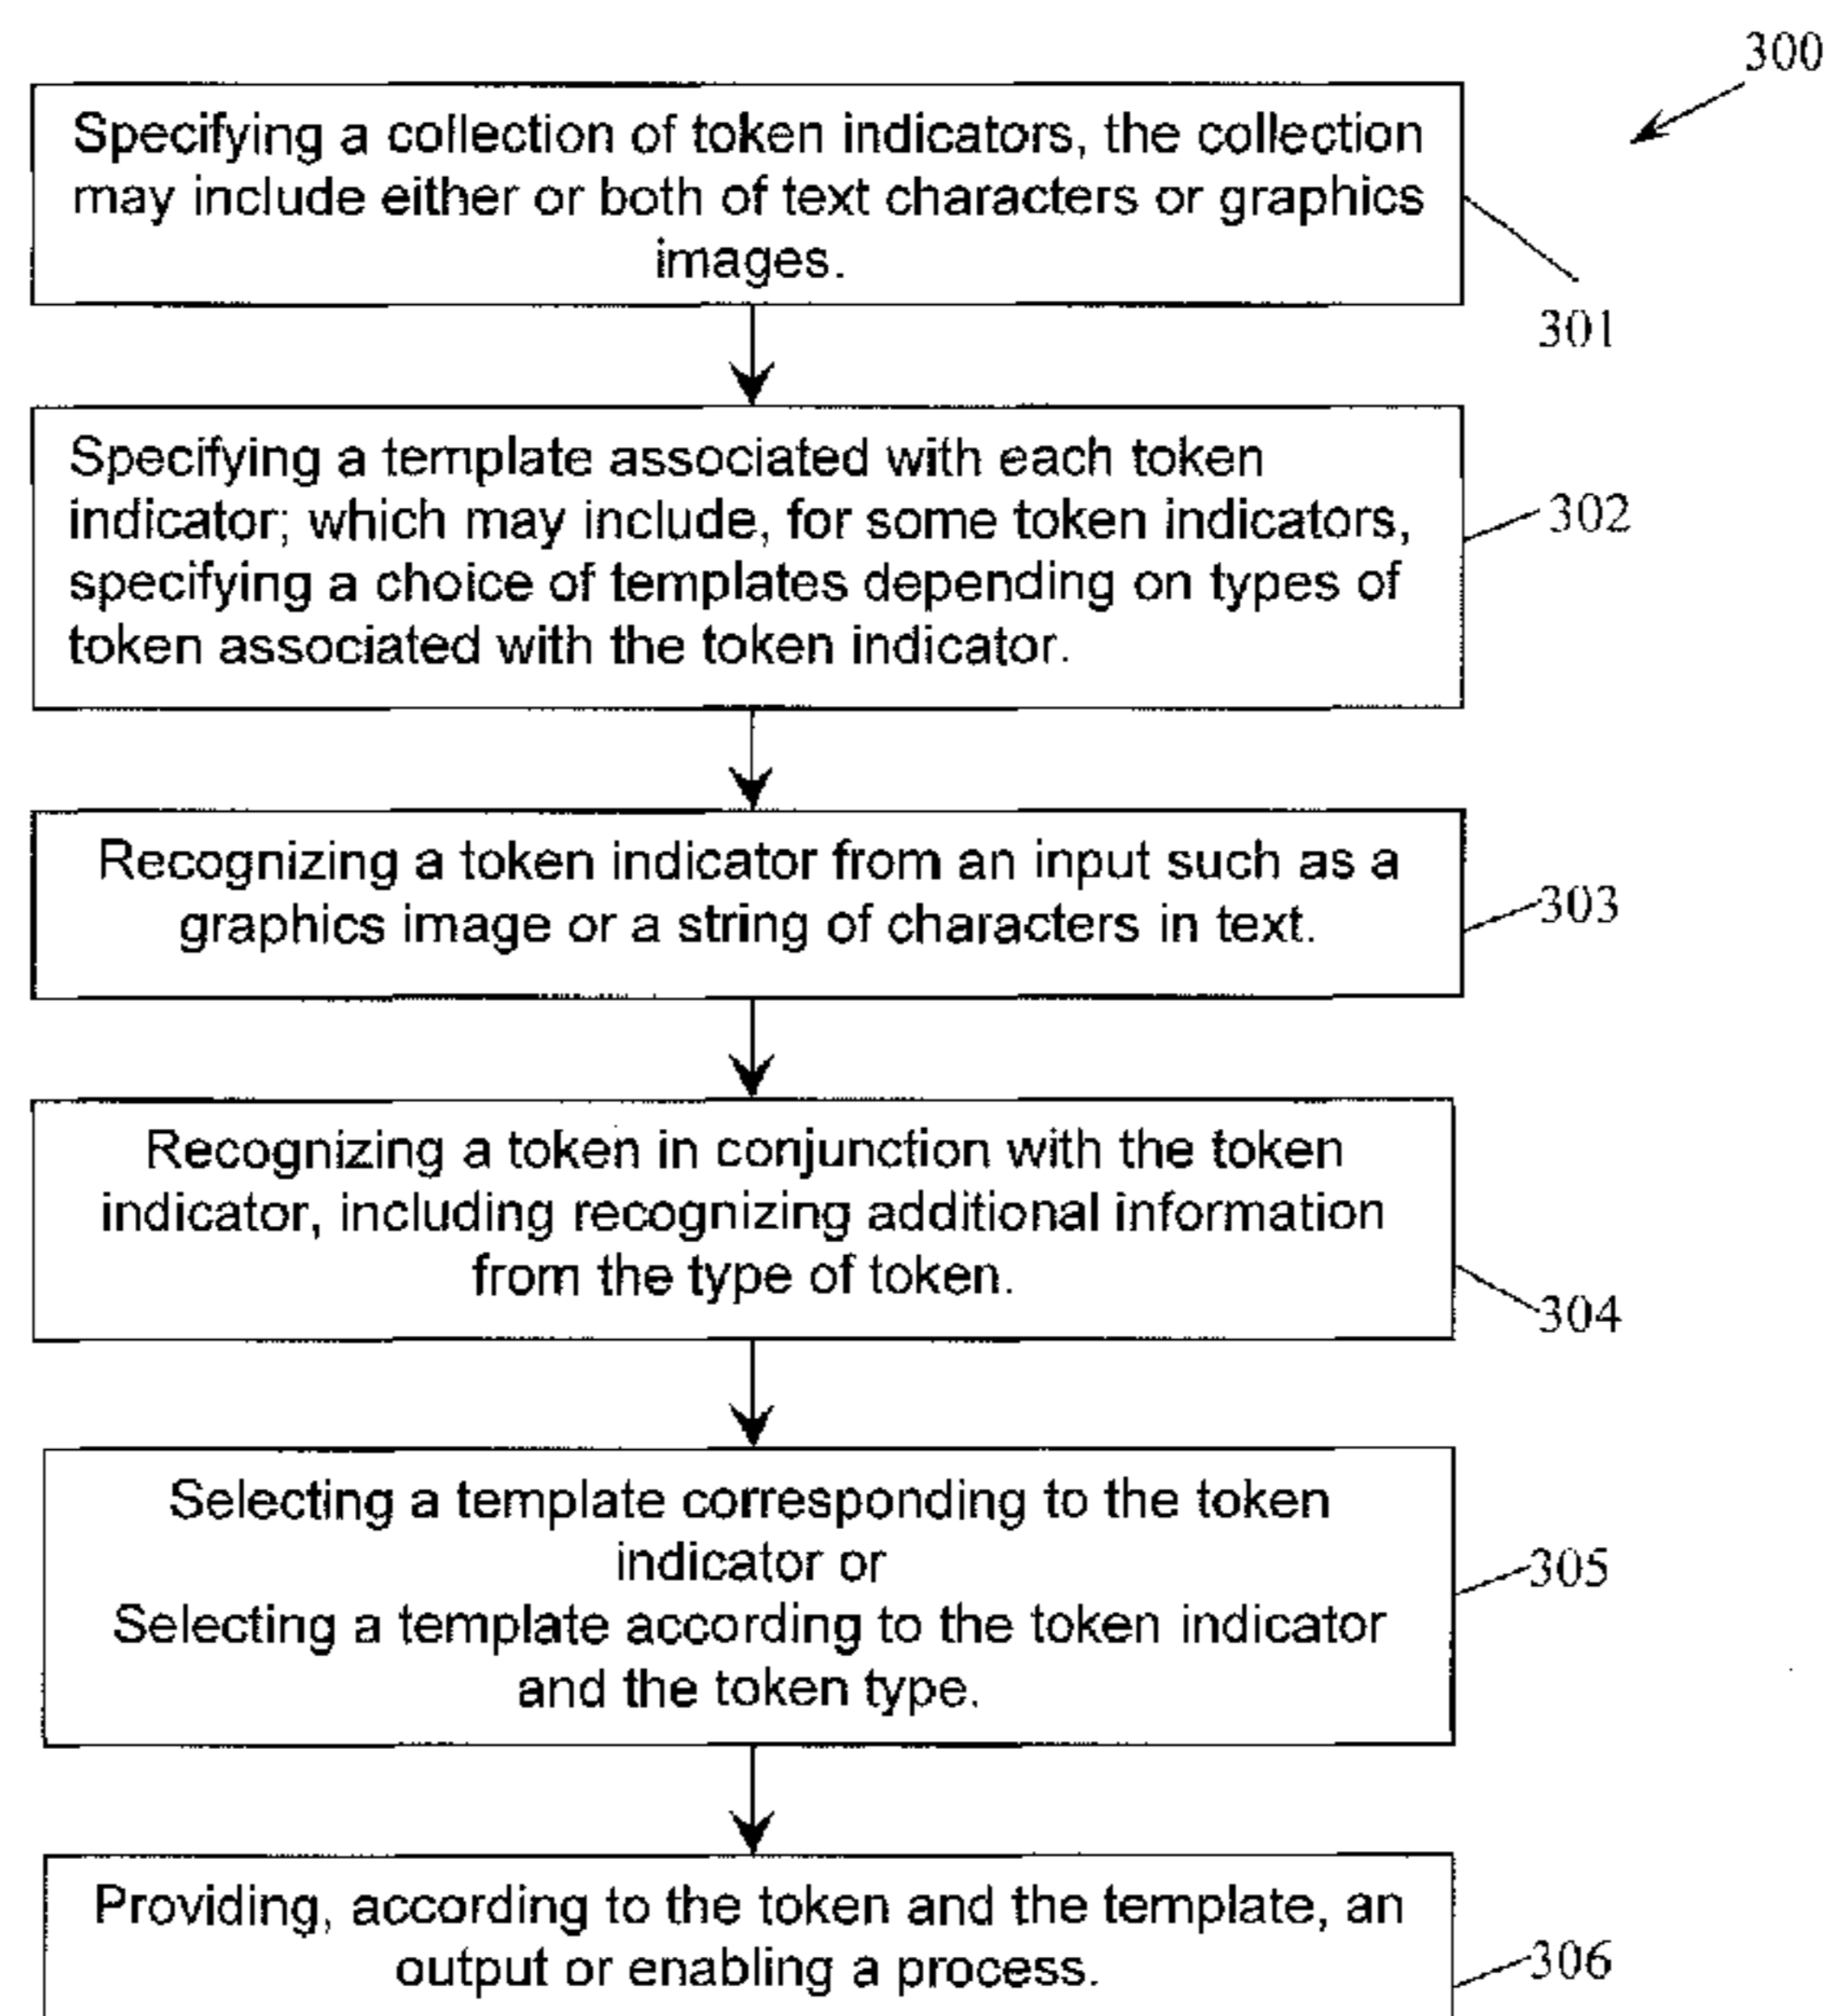 300
Specifying a collection of token indicators, the collection
may include either or both of text characters or graphics
images.
301
Specifying a template associated with each token
indicator; which may include, for some token indicators,
specifying a choice of templates depending on types of
token associated with the token indicator.
302
Recognizing a token indicator from an input such as a
graphics image or a string of characters in text.
303
Recognizing a token in conjunction with the token
indicator, including recognizing additional information
from the type of token.
304
Selecting a template corresponding to the token
indicator or
Selecting a template according to the token indicator
and the token type.
305
Providing, according to the token and the template, an
output or enabling a process.
306